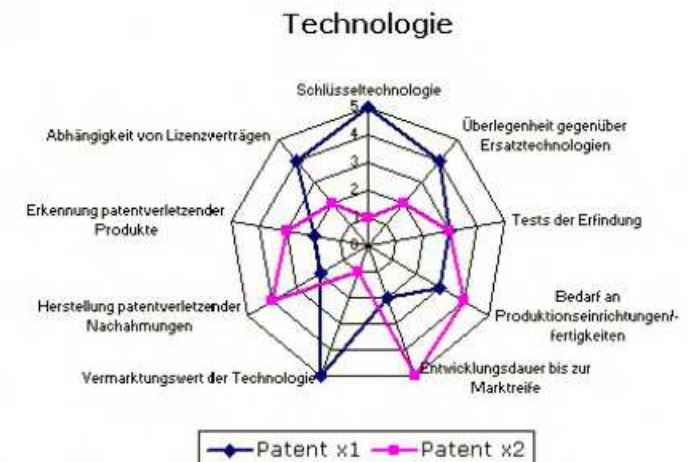 Technologie
Schlüsseltechnologie
5
4
3
2
1
0
Überlegenheit gegenüber
Ersatztechnologien
Tests der Erfindung
Bedarf an
Produktionseinrichtungen/-
fertigkeiten
Entwicklungsdauer bis zur
Marktreife
Vermarktungswert der Technologie
Herstellung patentverletzender
Nachahmungen
Erkennung patentverletzender
Produkte
Abhängigkeit von Lizenzverträgen
Patent x1 Patent x2